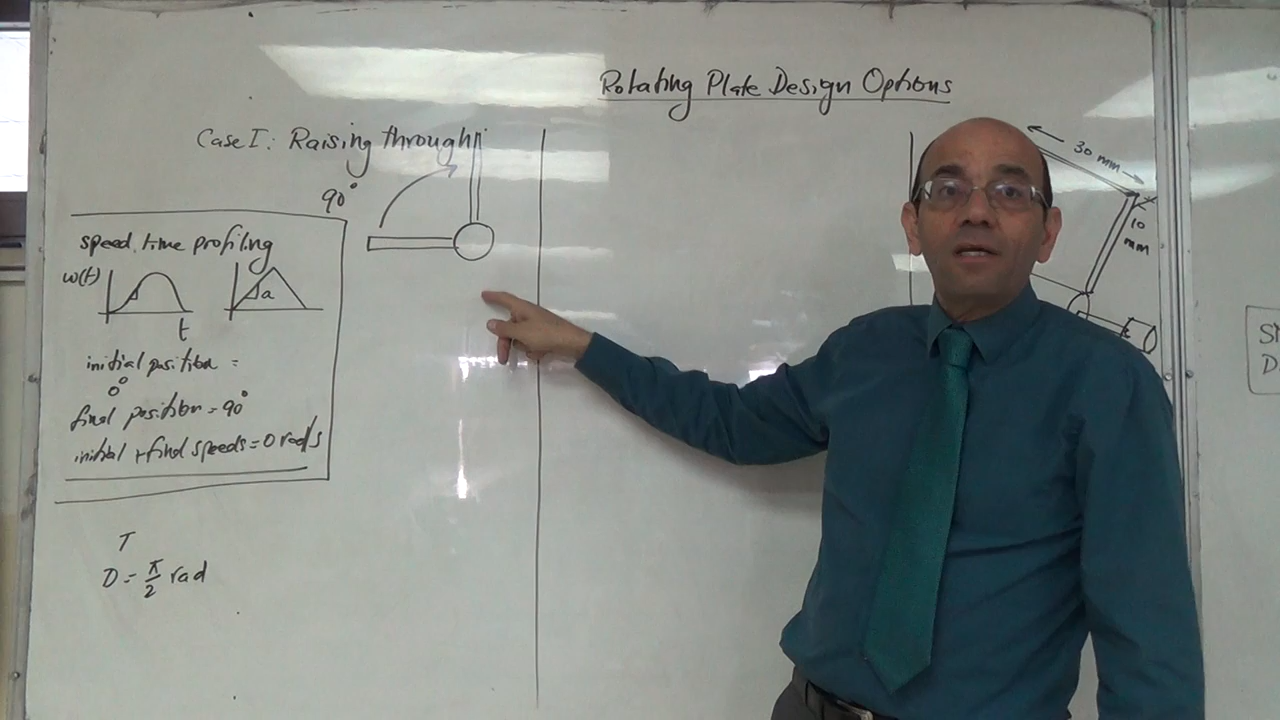 Rotating Plate Design Options
Case I: Raising through
90°
speed time profiling
ω(t)
a
t
initial position =
0°
final position = 90°
initial + final speeds = 0 rad/s
T
D = π/2 rad
30 mm
10
mm